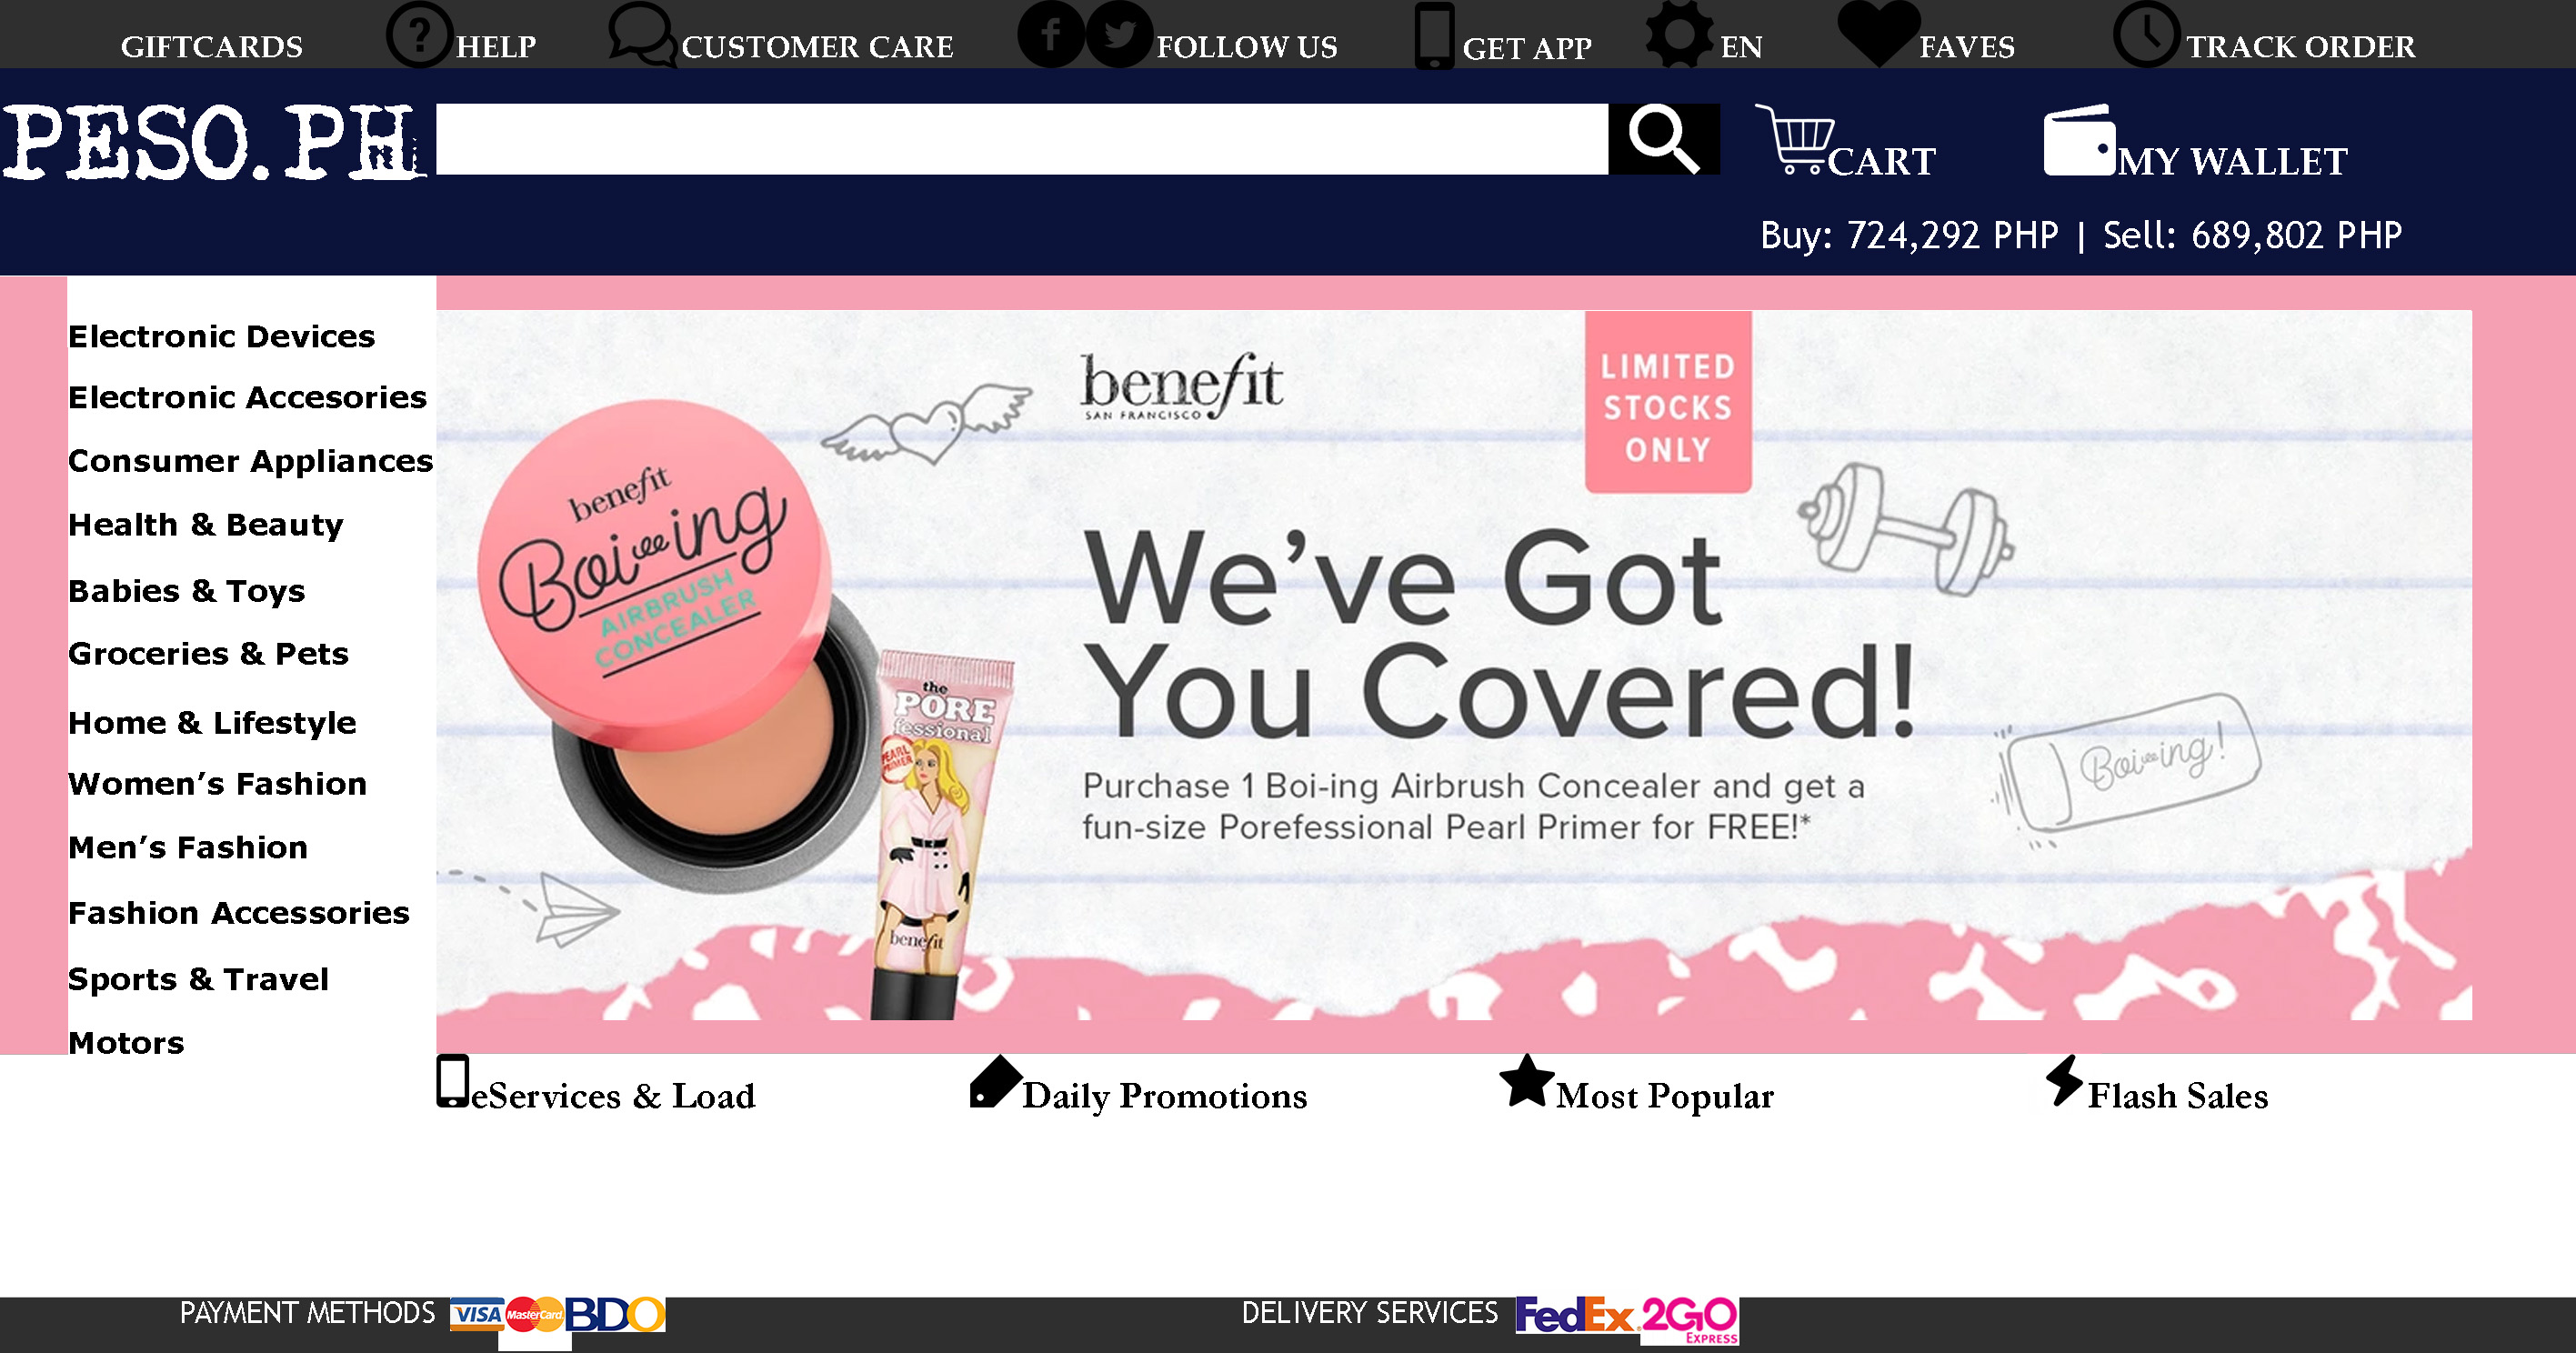 GIFTCARDS
HELP
CUSTOMER CARE
FOLLOW US
GET APP
EN
FAVES
TRACK ORDER
PESO.PH
CART
MY WALLET
Buy: 724,292 PHP | Sell: 689,802 PHP
Electronic Devices
Electronic Accesories
Consumer Appliances
Health & Beauty
Babies & Toys
Groceries & Pets
Home & Lifestyle
Women's Fashion
Men's Fashion
Fashion Accessories
Sports & Travel
Motors
benefit
SAN FRANCISCO
LIMITED
STOCKS
ONLY
benefit
Boi-ing
AIRBRUSH
CONCEALER
the
PORE
fessional
PEARL
PRIMER
benefit
We've Got
You Covered!
Purchase 1 Boi-ing Airbrush Concealer and get a
fun-size Porefessional Pearl Primer for FREE!*
Boi-ing!
eServices & Load
Daily Promotions
Most Popular
Flash Sales
PAYMENT METHODS
VISA
MasterCard
BDO
DELIVERY SERVICES
FedEx
2GO
EXPRESS